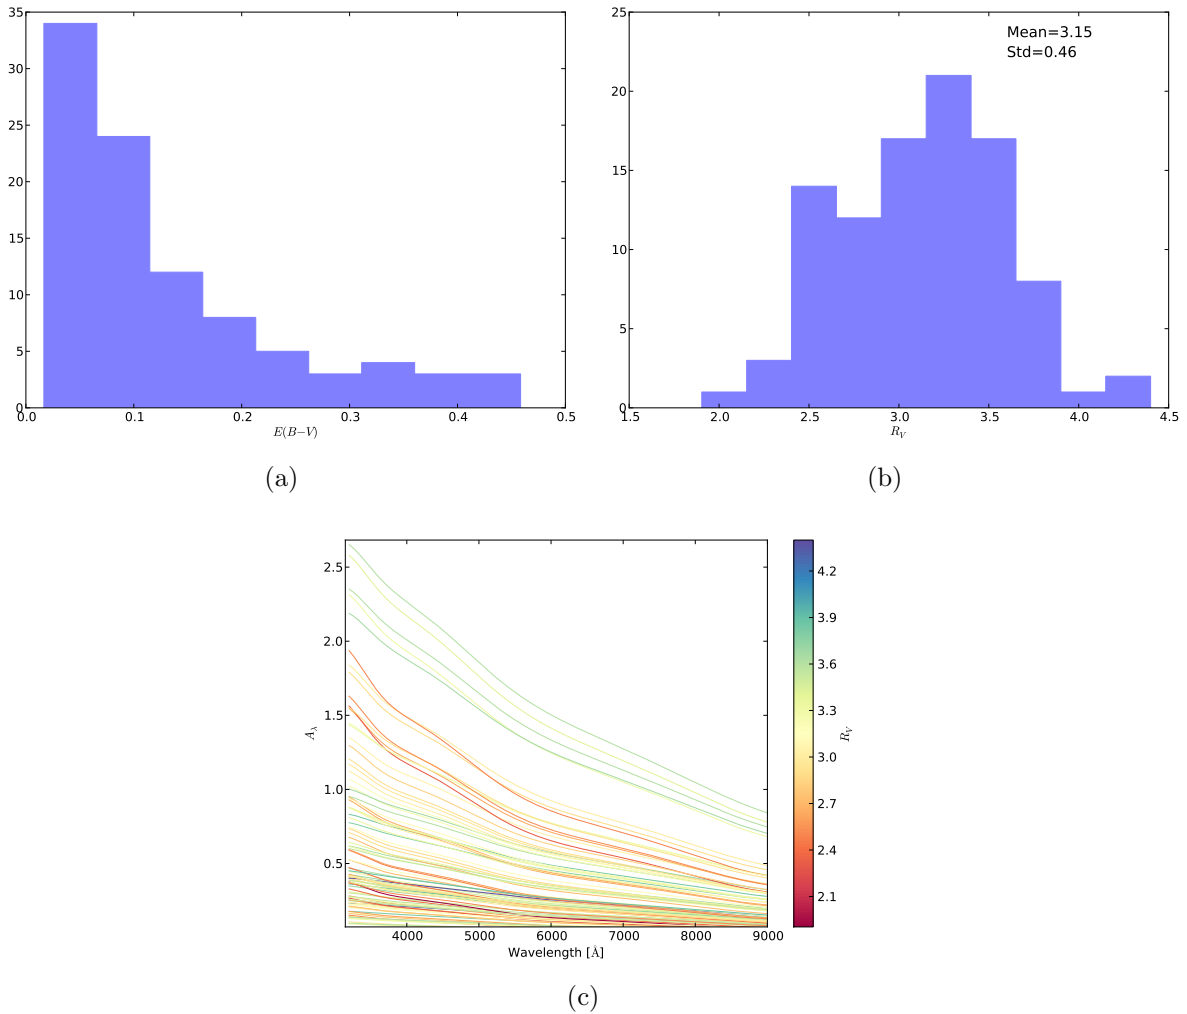 35
30
25
20
15
10
5
0
0.0 0.1 0.2 0.3 0.4 0.5
E(B−V)
(a)
25
20
15
10
5
0
Mean=3.15
Std=0.46
1.5 2.0 2.5 3.0 3.5 4.0 4.5
R_V
(b)
2.5
2.0
1.5
1.0
0.5
A_λ
4000 5000 6000 7000 8000 9000
Wavelength [Å]
4.2
3.9
3.6
3.3
3.0
2.7
2.4
2.1
R_V
(c)